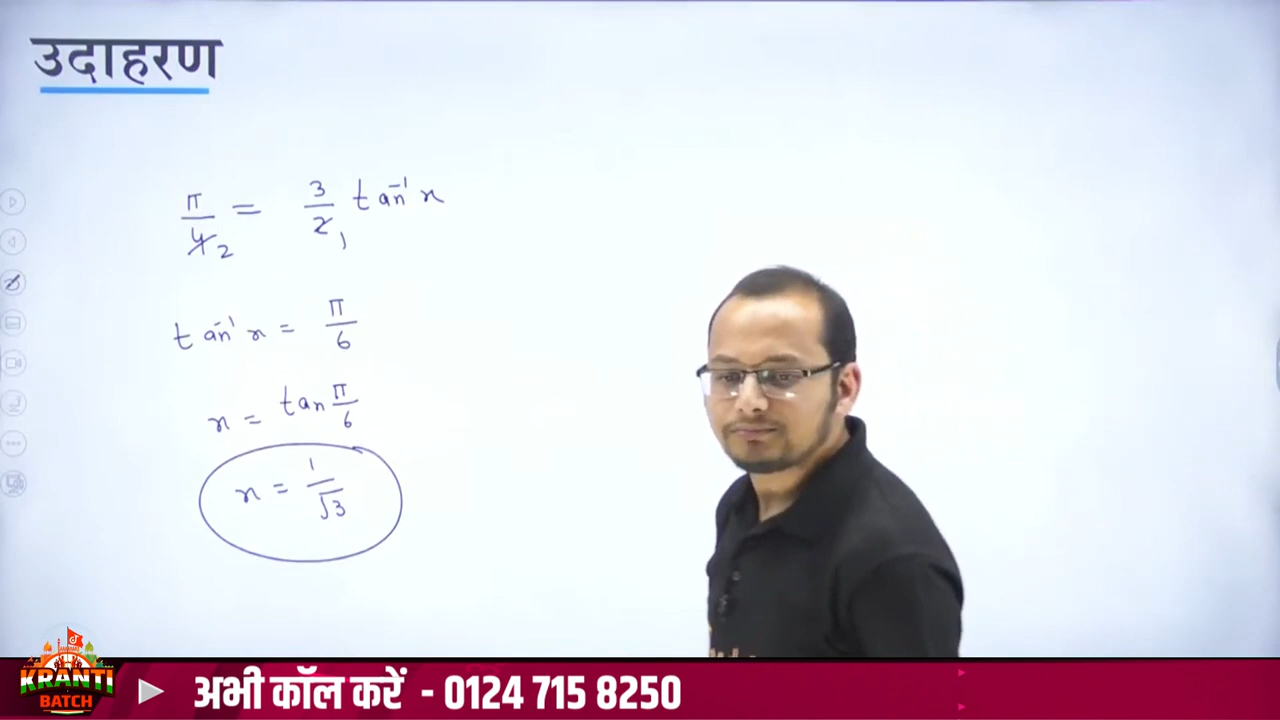 उदाहरण
π/4 2 = 3/2 1 tan⁻¹ x
tan⁻¹ x = π/6
x = tan π/6
x = 1/√3
KRANTI
BATCH
अभी कॉल करें - 0124 715 8250